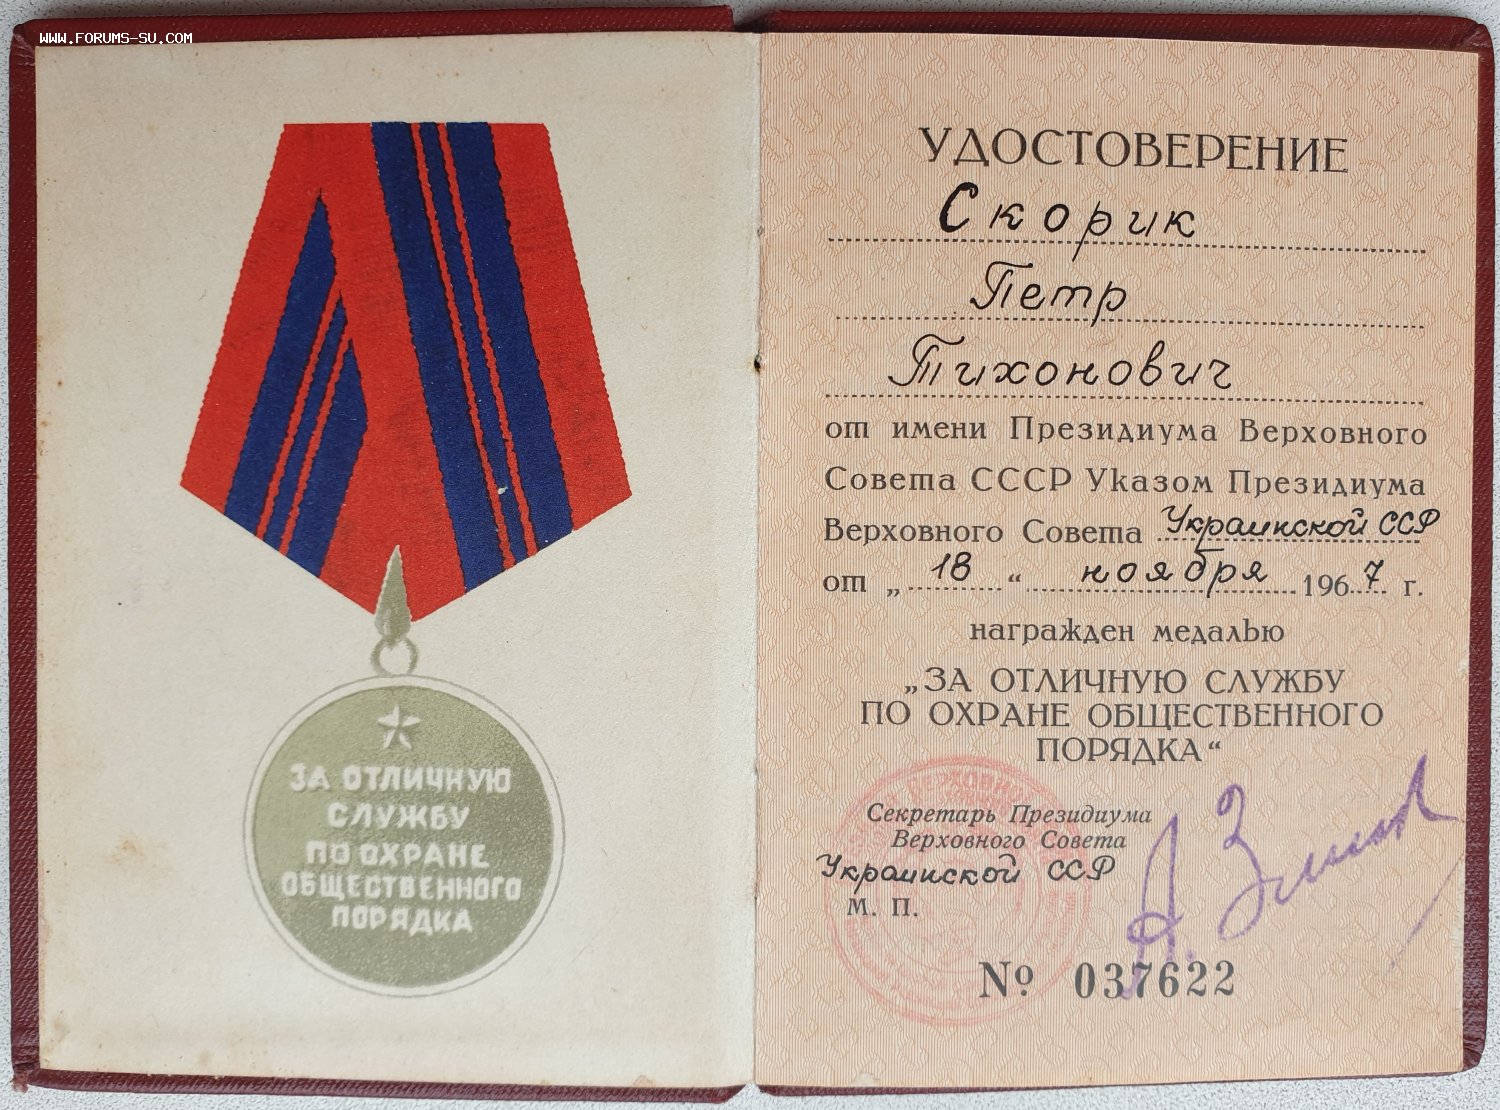 WWW.FORUMS-SU.COM
ЗА ОТЛИЧНУЮ
СЛУЖБУ
ПО ОХРАНЕ
ОБЩЕСТВЕННОГО
ПОРЯДКА
УДОСТОВЕРЕНИЕ
Скорик
Петр
Тихонович
от имени Президиума Верховного
Совета СССР Указом Президиума
Верховного Совета Украинской ССР
от „ 18 “ ноября 1967 г.
награжден медалью
„ЗА ОТЛИЧНУЮ СЛУЖБУ
ПО ОХРАНЕ ОБЩЕСТВЕННОГО
ПОРЯДКА“
Секретарь Президиума
Верховного Совета
Украинской ССР
М. П.
№ 037622